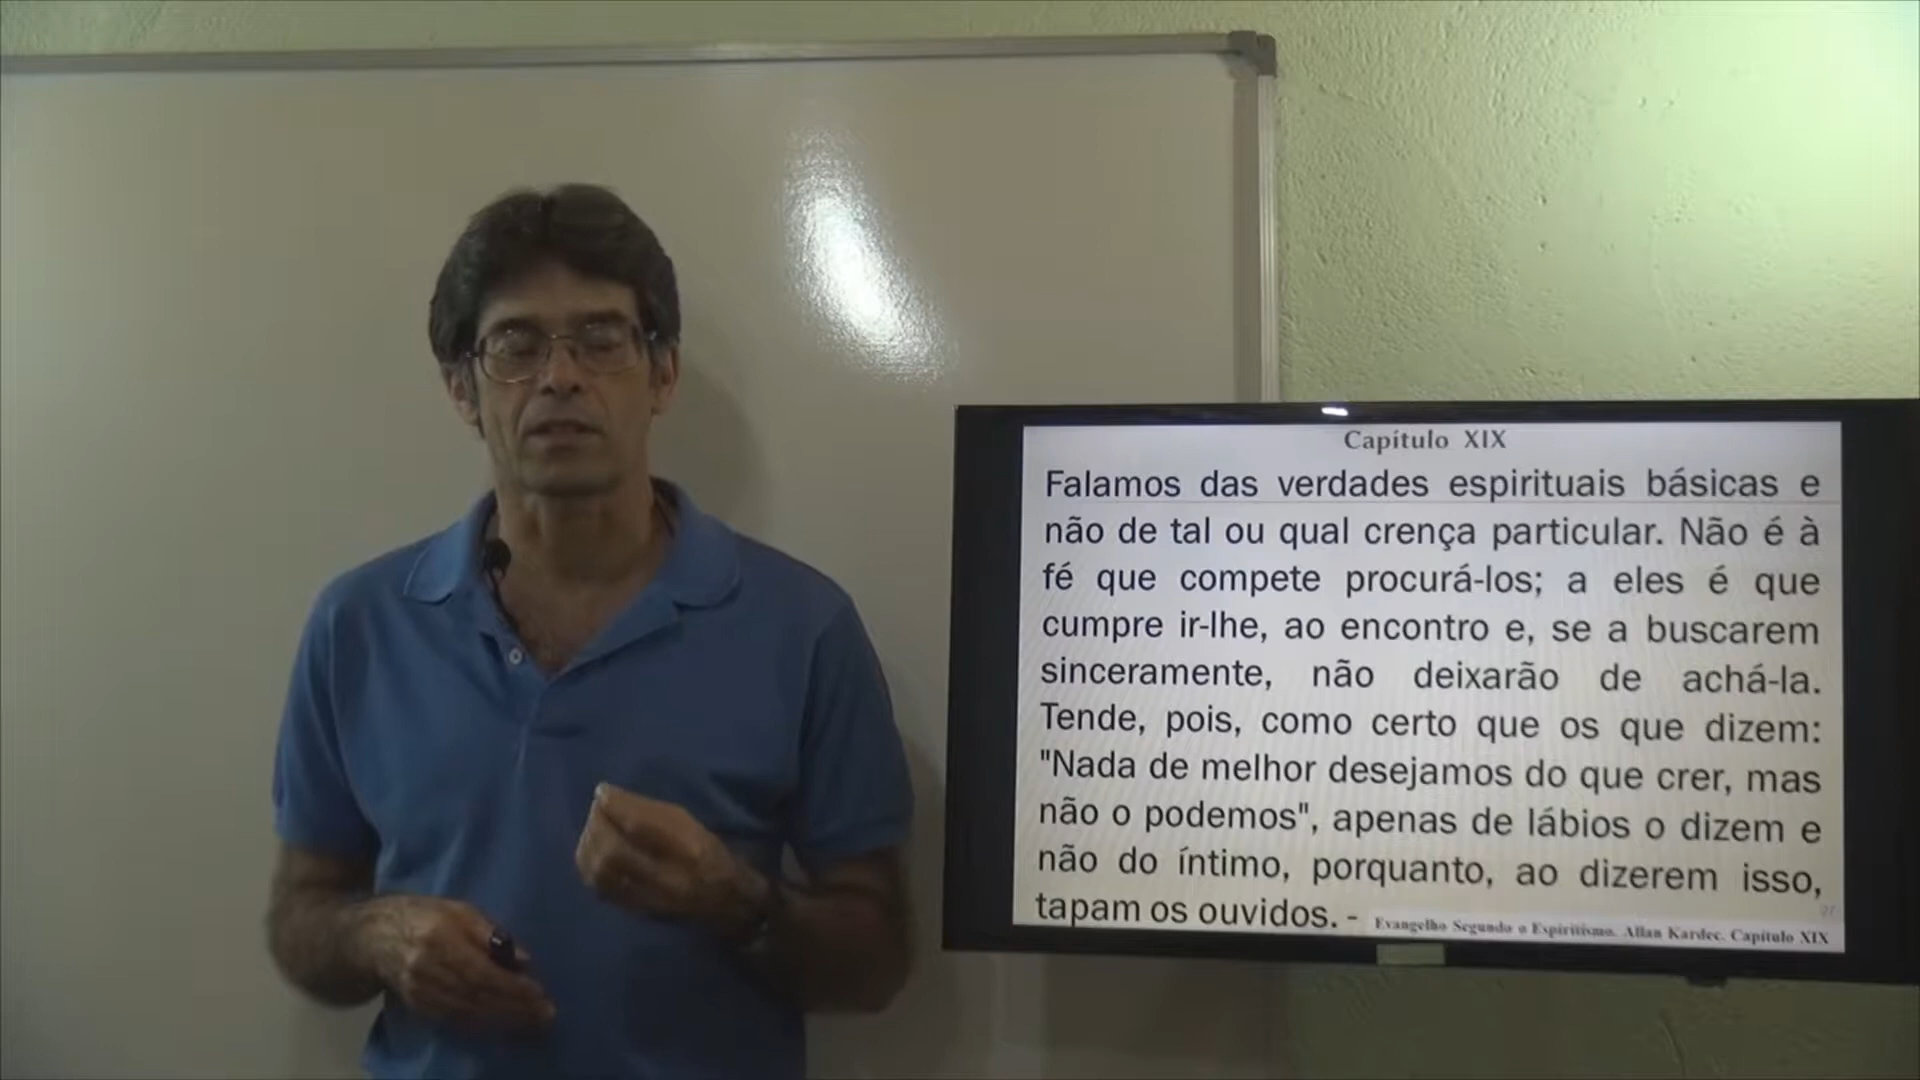 Capítulo XIX
Falamos das verdades espirituais básicas e
não de tal ou qual crença particular. Não é à
fé que compete procurá-los; a eles é que
cumpre ir-lhe, ao encontro e, se a buscarem
sinceramente, não deixarão de achá-la.
Tende, pois, como certo que os que dizem:
"Nada de melhor desejamos do que crer, mas
não o podemos", apenas de lábios o dizem e
não do íntimo, porquanto, ao dizerem isso,
tapam os ouvidos. -
Evangelho Segundo o Espiritismo. Allan Kardec. Capítulo XIX